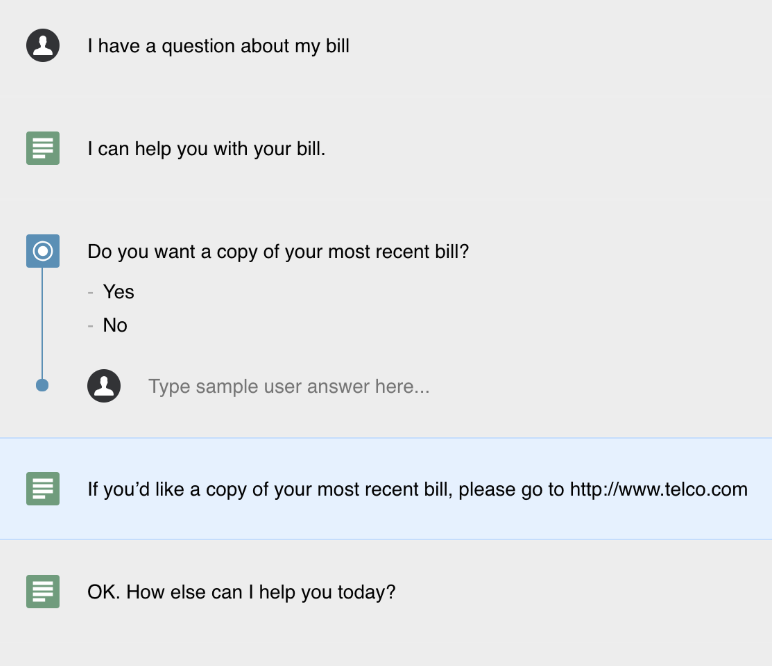 I have a question about my bill
I can help you with your bill.
Do you want a copy of your most recent bill?
- Yes
- No
Type sample user answer here...
If you’d like a copy of your most recent bill, please go to http://www.telco.com
OK. How else can I help you today?